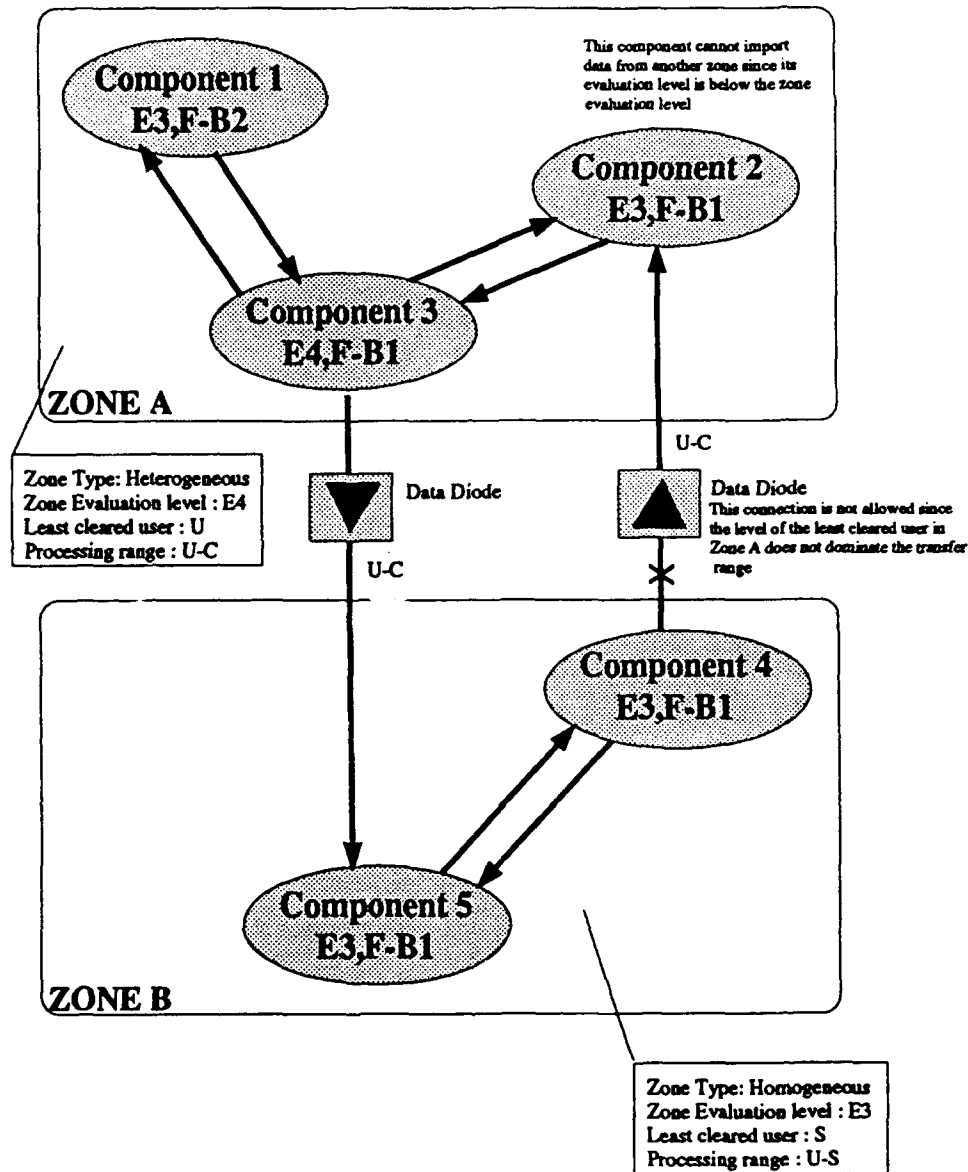 This component cannot import
data from another zone since its
evaluation level is below the zone
evaluation level
Component 1
E3,F-B2
Component 2
E3,F-B1
Component 3
E4,F-B1
ZONE A
Zone Type: Heterogeneous
Zone Evaluation level : E4
Least cleared user : U
Processing range : U-C
Data Diode
U-C
U-C
Data Diode
This connection is not allowed since
the level of the least cleared user in
Zone A does not dominate the transfer
range
Component 4
E3,F-B1
Component 5
E3,F-B1
ZONE B
Zone Type: Homogeneous
Zone Evaluation level : E3
Least cleared user : S
Processing range : U-S